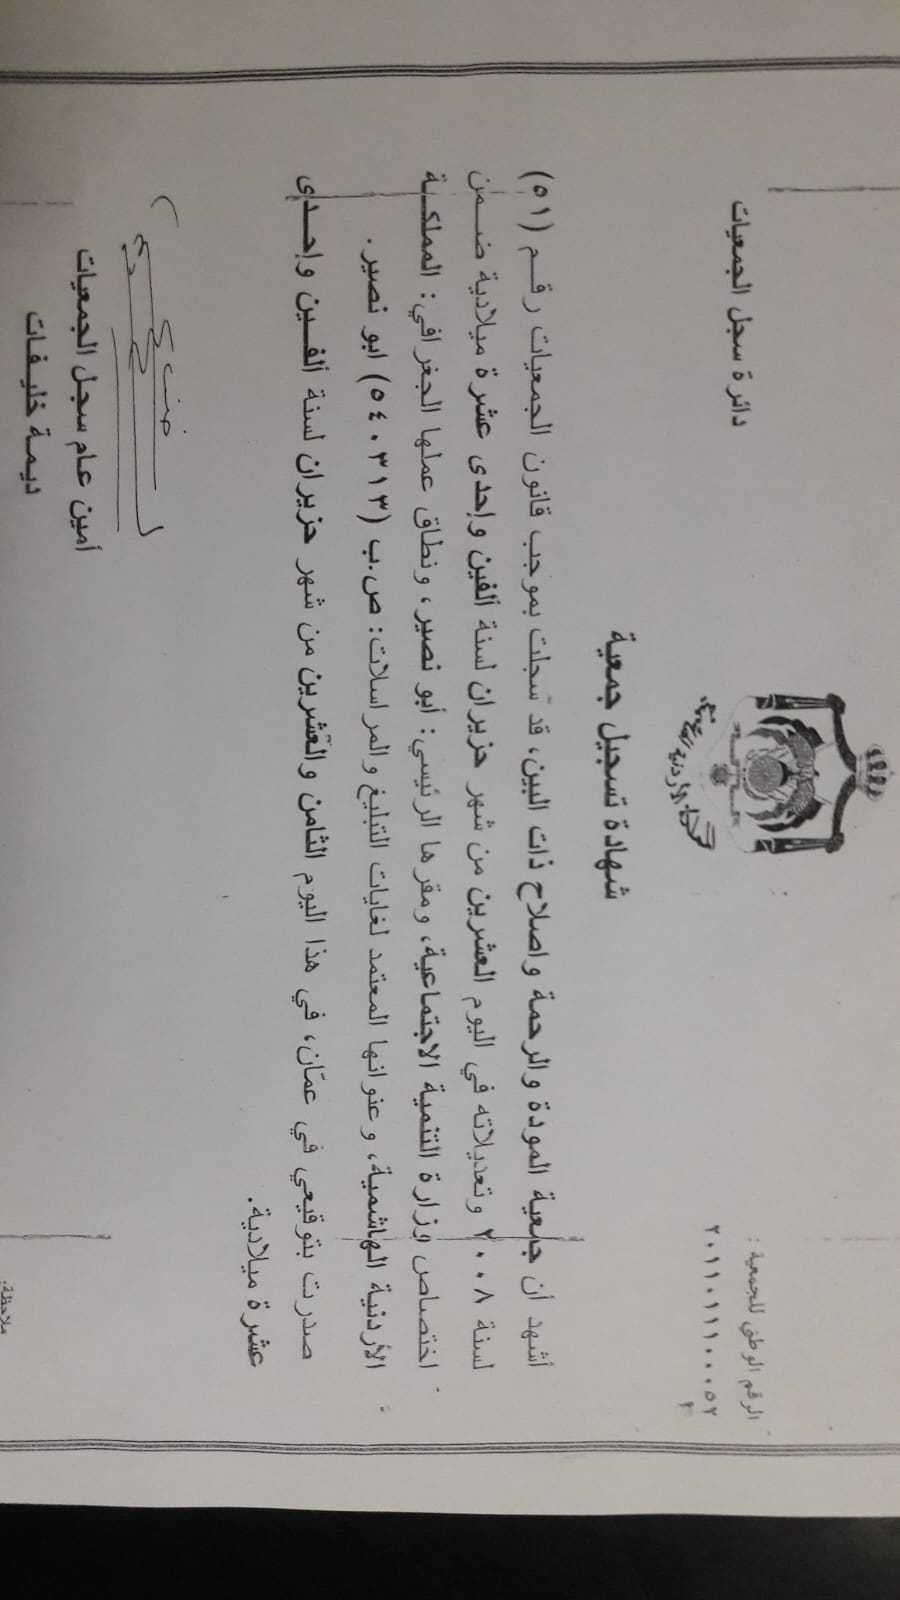 الرقم الوطني للجمعية :
٢٠١١٠١١١٠٠٠٥٢
دائرة سجل الجمعيات
المملكة الأردنية الهاشمية
شهادة تسجيل جمعية
أشهد أن جمعية المودة والرحمة واصلاح ذات البين، قد سجلت بموجب قانون الجمعيات رقم (٥١)
لسنة ٢٠٠٨ وتعديلاته في اليوم العشرين من شهر حزيران لسنة ألفين وإحدى عشرة ميلادية ضمن
اختصاص وزارة التنمية الاجتماعية، ومقرها الرئيسي: أبو نصير، ونطاق عملها الجغرافي: المملكة
الأردنية الهاشمية، وعنوانها المعتمد لغايات التبليغ والمراسلات: ص.ب (٥٤٠٣١٣) ابو نصير.
صدرت بتوقيعي في عمّان، في هذا اليوم الثامن والعشرين من شهر حزيران لسنة ألفين وإحدى
عشرة ميلادية.
أمين عام سجل الجمعيات
ديمة خليفات
ملاحظة: